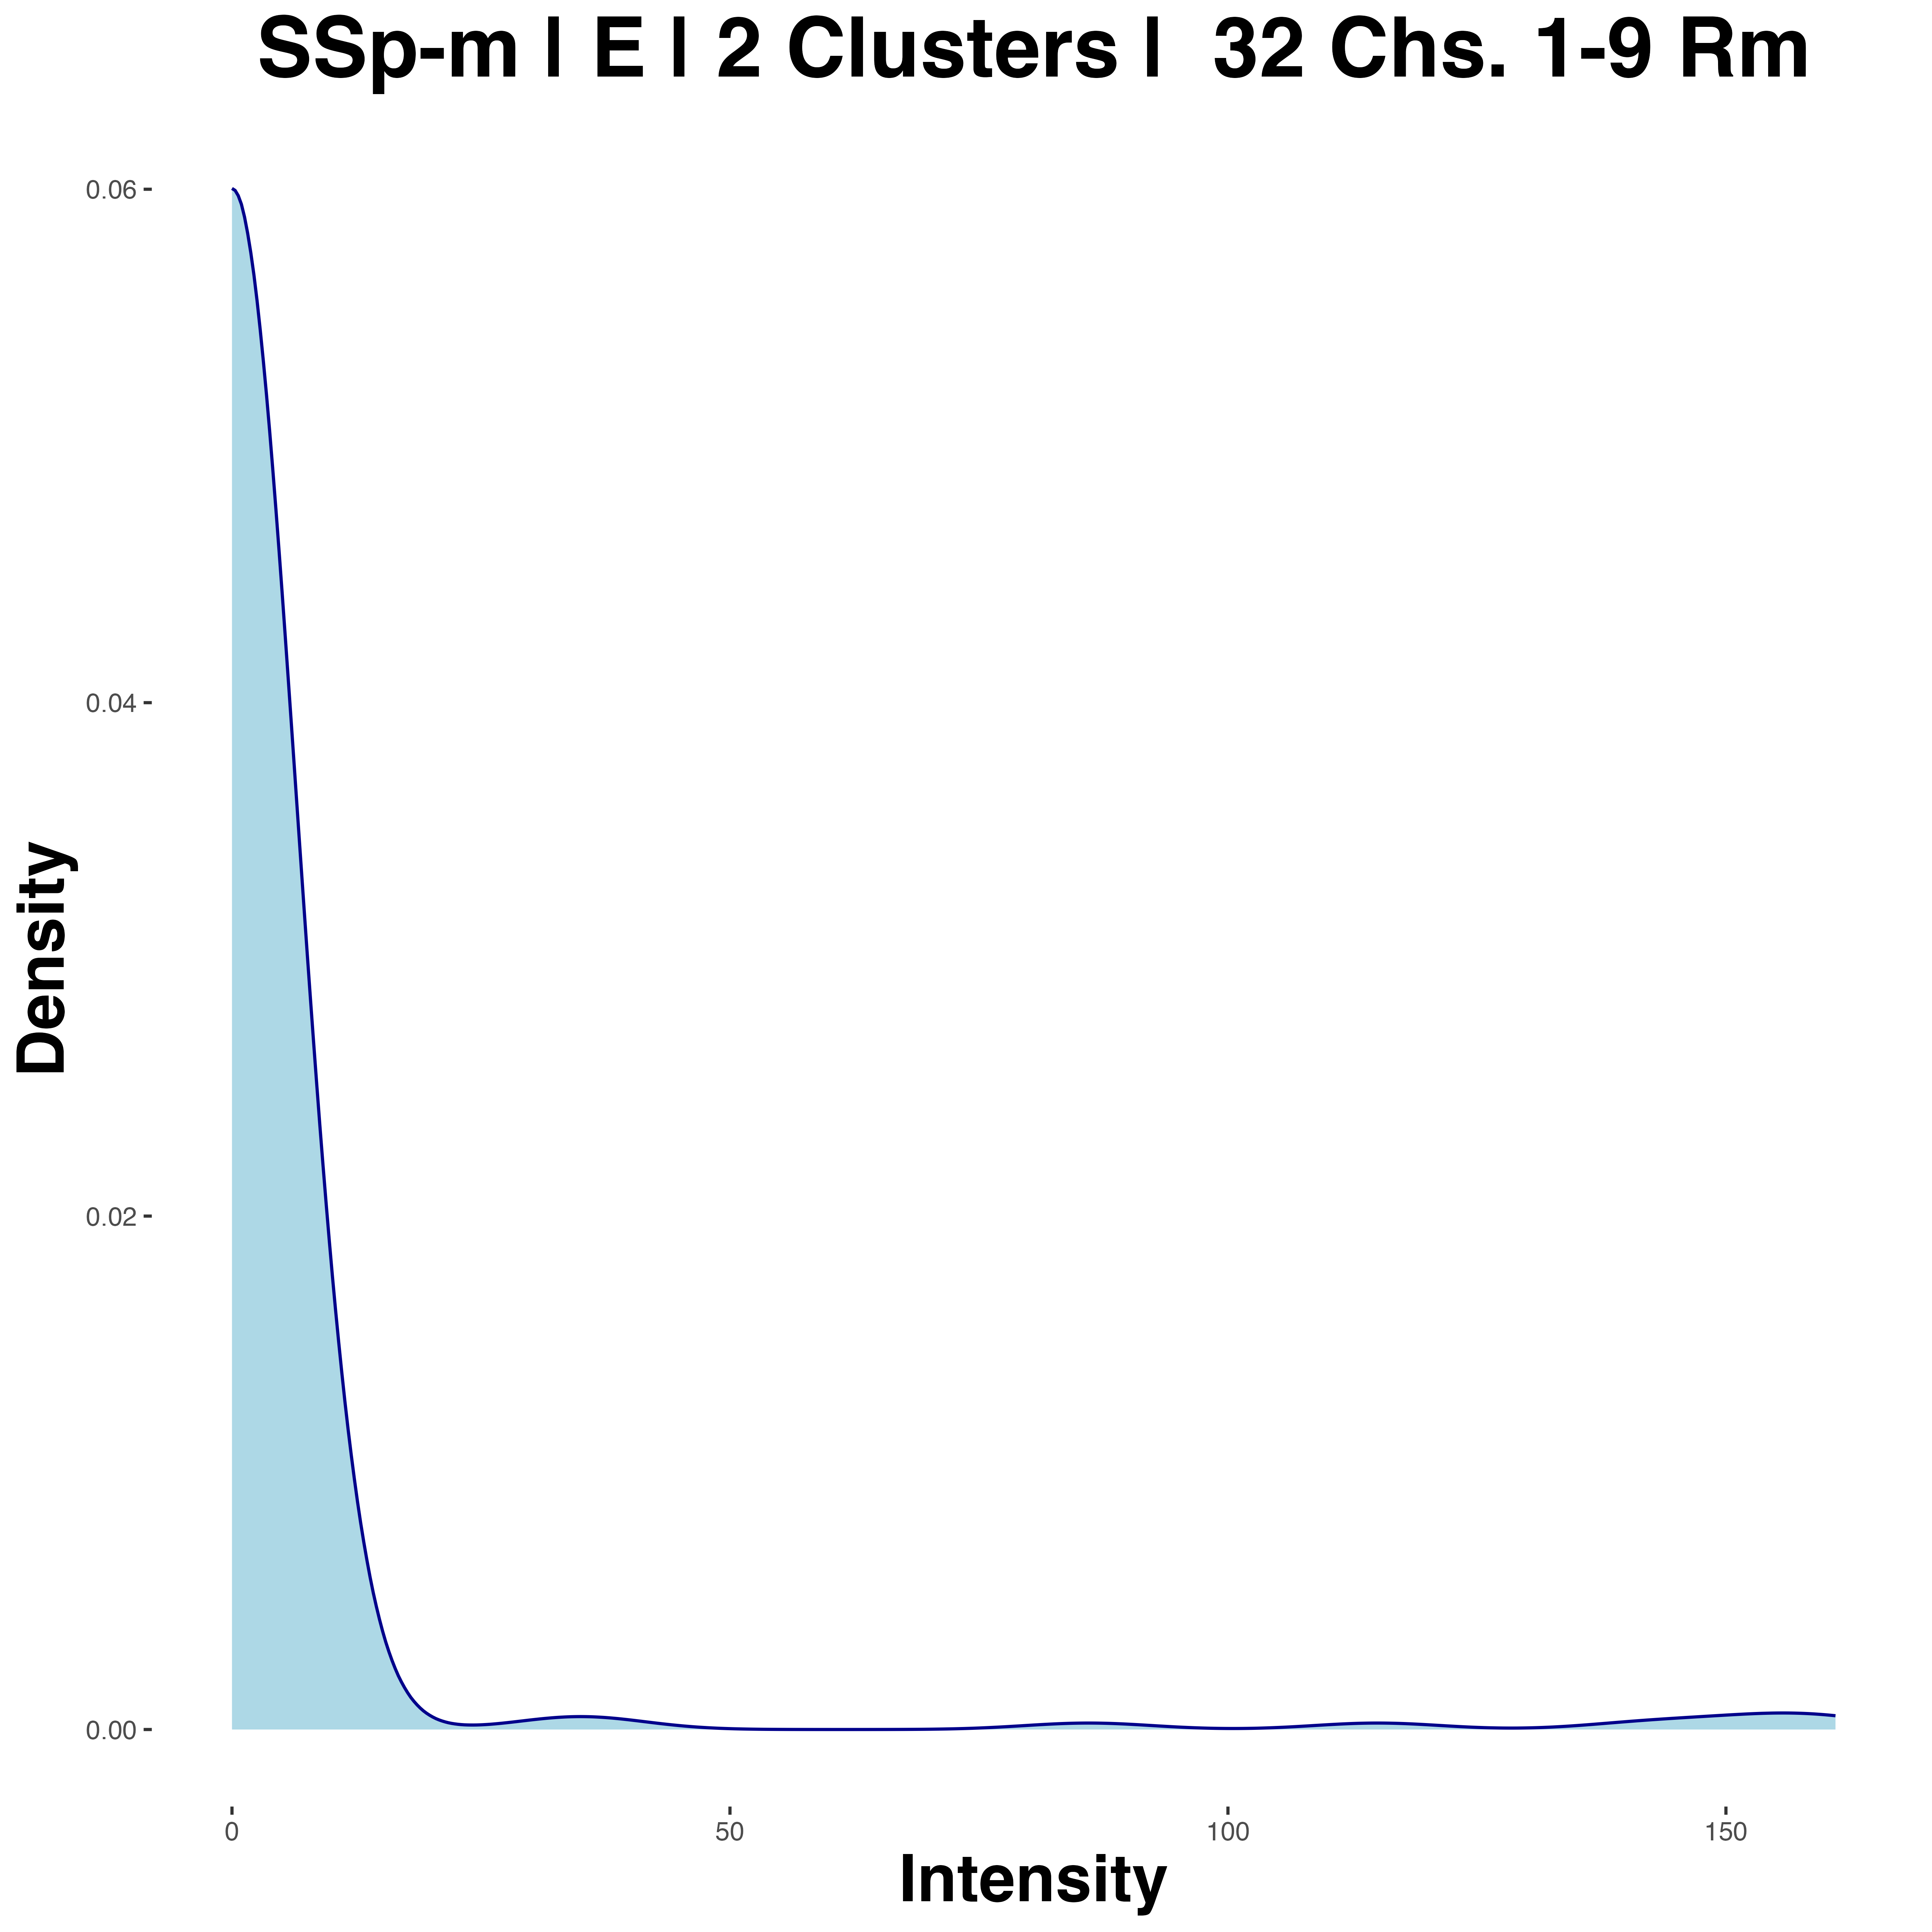 SSp-m | E | 2 Clusters |  32 Chs. 1-9 Rm
0.06
0.04
0.02
0.00
Density
0
50
100
150
Intensity